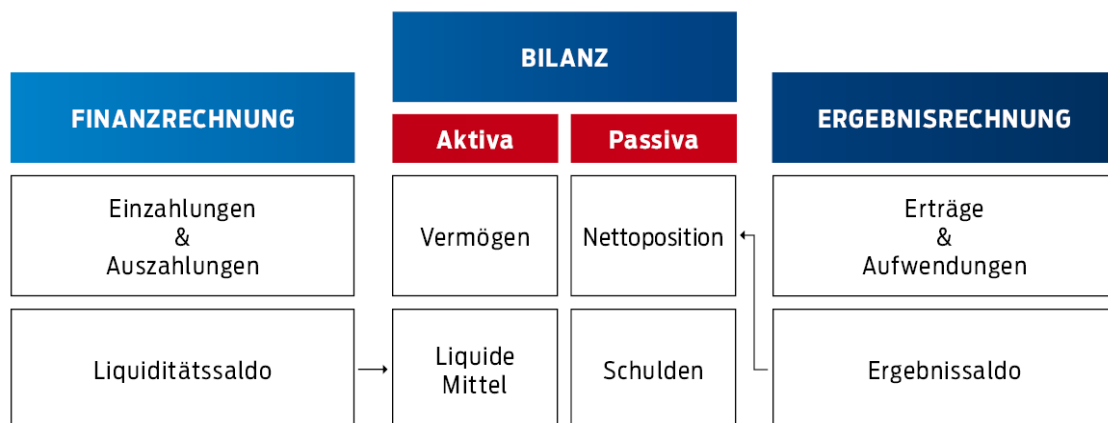 BILANZ
FINANZRECHNUNG
Aktiva
Passiva
ERGEBNISRECHNUNG
Einzahlungen
&
Auszahlungen
Vermögen
Nettoposition
Erträge
&
Aufwendungen
Liquiditätssaldo
Liquide
Mittel
Schulden
Ergebnissaldo